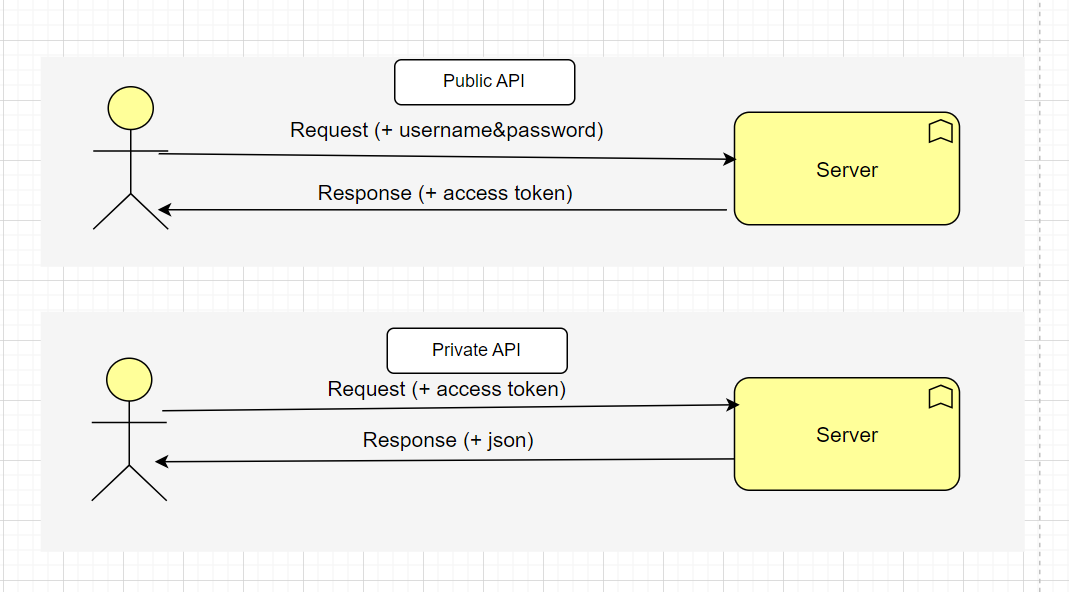 Public API
Request (+ username&password)
Server
Response (+ access token)
Private API
Request (+ access token)
Server
Response (+ json)